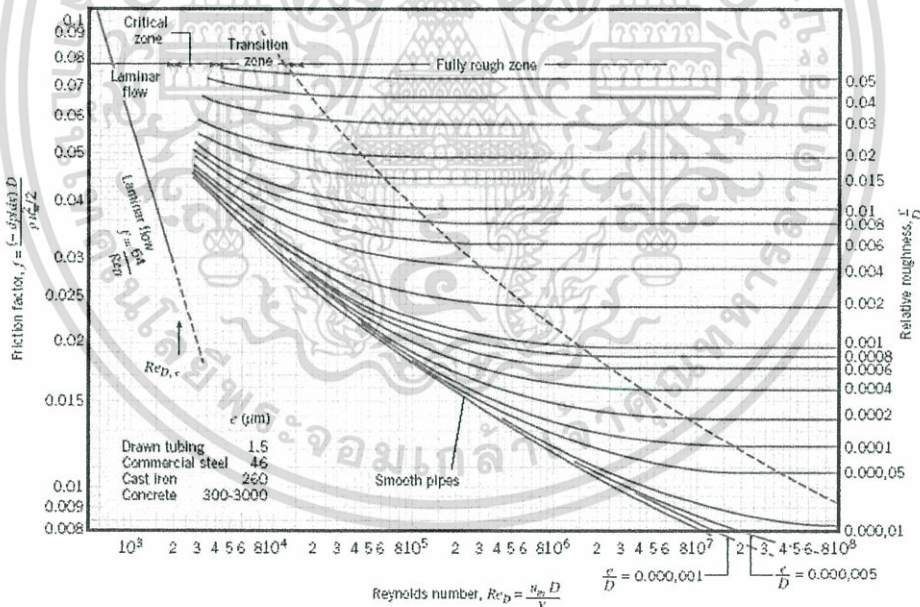 Critical
zone
Transition
zone
Fully rough zone
Laminar
flow
Laminar flow
f = 64
Re_D
Re_D, c
Smooth pipes
e (μm)
Drawn tubing 1.5
Commercial steel 46
Cast iron 260
Concrete 300-3000
Friction factor, f = (- dp/dx) D
ρ u²m/2
0.1
0.09
0.08
0.07
0.06
0.05
0.04
0.03
0.025
0.02
0.015
0.01
0.009
0.008
Relative roughness, e/D
0.05
0.04
0.03
0.02
0.015
0.01
0.008
0.006
0.004
0.002
0.001
0.0008
0.0006
0.0004
0.0002
0.0001
0.000,05
0.000,01
10³ 2 3 4 5 6 8 10⁴ 2 3 4 5 6 8 10⁵ 2 3 4 5 6 8 10⁶ 2 3 4 5 6 8 10⁷ 2 3 4 5 6 8 10⁸
e/D = 0.000,001
e/D = 0.000,005
Reynolds number, Re_D = u_m D
ν